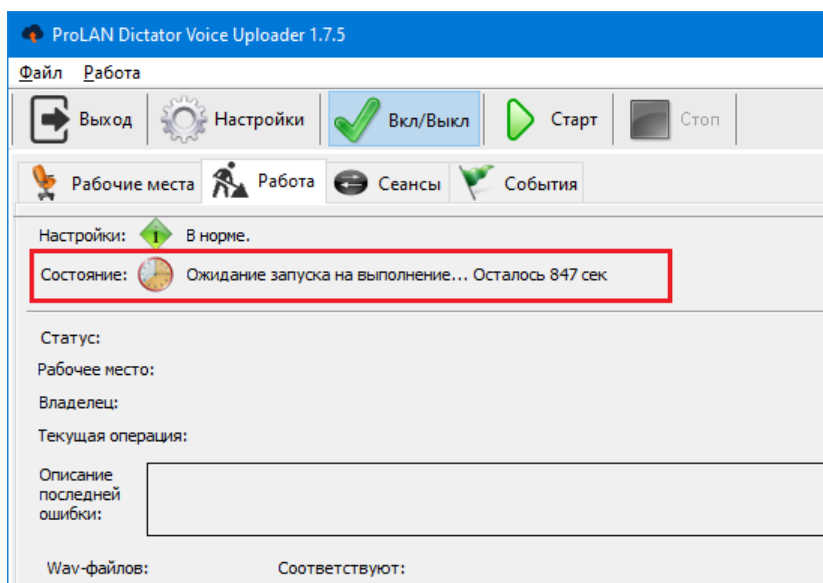 ProLAN Dictator Voice Uploader 1.7.5
Файл Работа
Выход Настройки Вкл/Выкл Старт Стоп
Рабочие места Работа Сеансы События
Настройки: i В норме.
Состояние: Ожидание запуска на выполнение... Осталось 847 сек
Статус:
Рабочее место:
Владелец:
Текущая операция:
Описание
последней
ошибки:
Wav-файлов: Соответствуют: